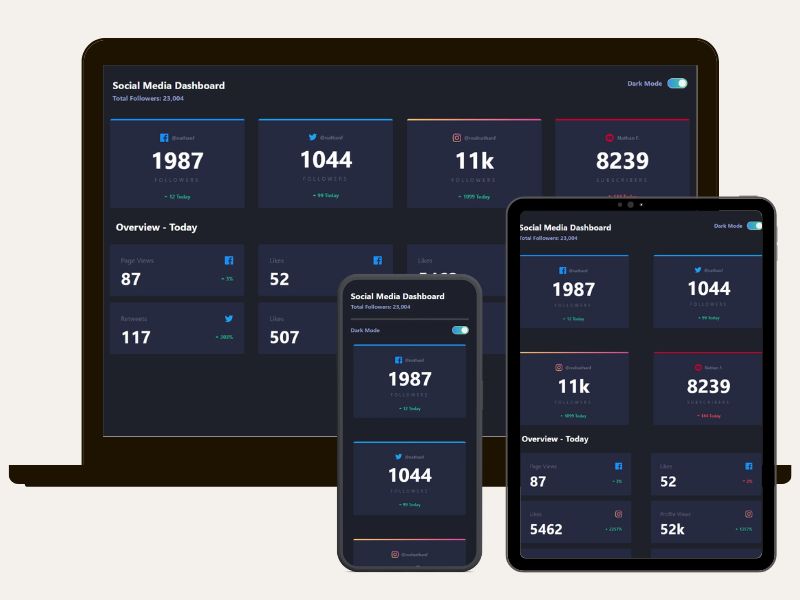 Social Media Dashboard
Total Followers: 23,004
Dark Mode
@nathanf
1987
FOLLOWERS
12 Today
@nathanf
1044
FOLLOWERS
99 Today
@realnathanf
11k
FOLLOWERS
1099 Today
Nathan F.
8239
SUBSCRIBERS
144 Today
Overview - Today
Page Views
87
3%
Likes
52
Likes
5462
Retweets
117
303%
Likes
507
Social Media Dashboard
Total Followers: 23,004
Dark Mode
@nathanf
1987
FOLLOWERS
12 Today
@nathanf
1044
FOLLOWERS
99 Today
@realnathanf
Social Media Dashboard
Total Followers: 23,004
Dark Mode
@nathanf
1987
FOLLOWERS
12 Today
@nathanf
1044
FOLLOWERS
99 Today
@realnathanf
11k
FOLLOWERS
1099 Today
Nathan F.
8239
SUBSCRIBERS
144 Today
Overview - Today
Page Views
87
3%
Likes
52
2%
Likes
5462
2257%
Profile Views
52k
1375%